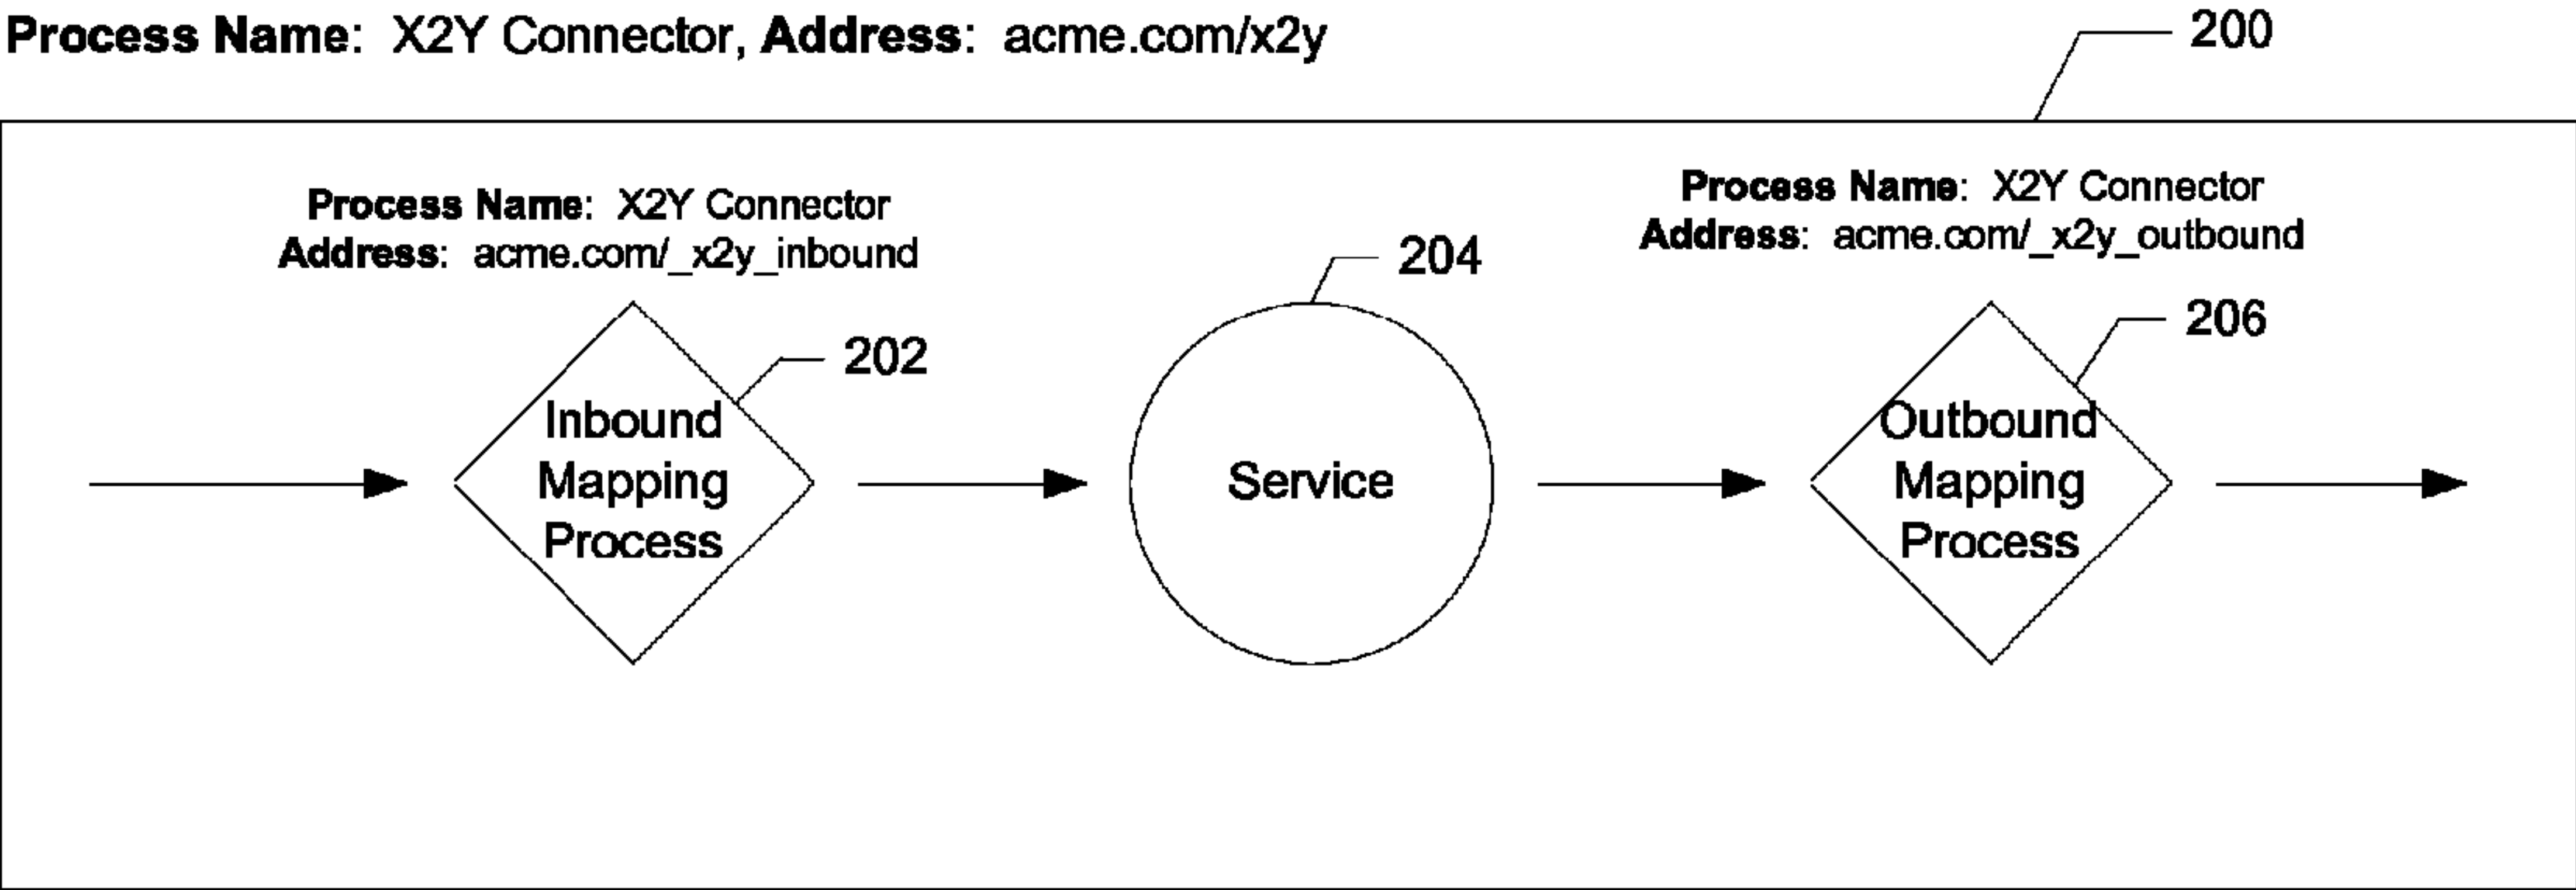 Process Name: X2Y Connector, Address: acme.com/x2y
200
Process Name: X2Y Connector
Address: acme.com/_x2y_inbound
Process Name: X2Y Connector
Address: acme.com/_x2y_outbound
204
206
202
Inbound
Mapping
Process
Service
Outbound
Mapping
Process